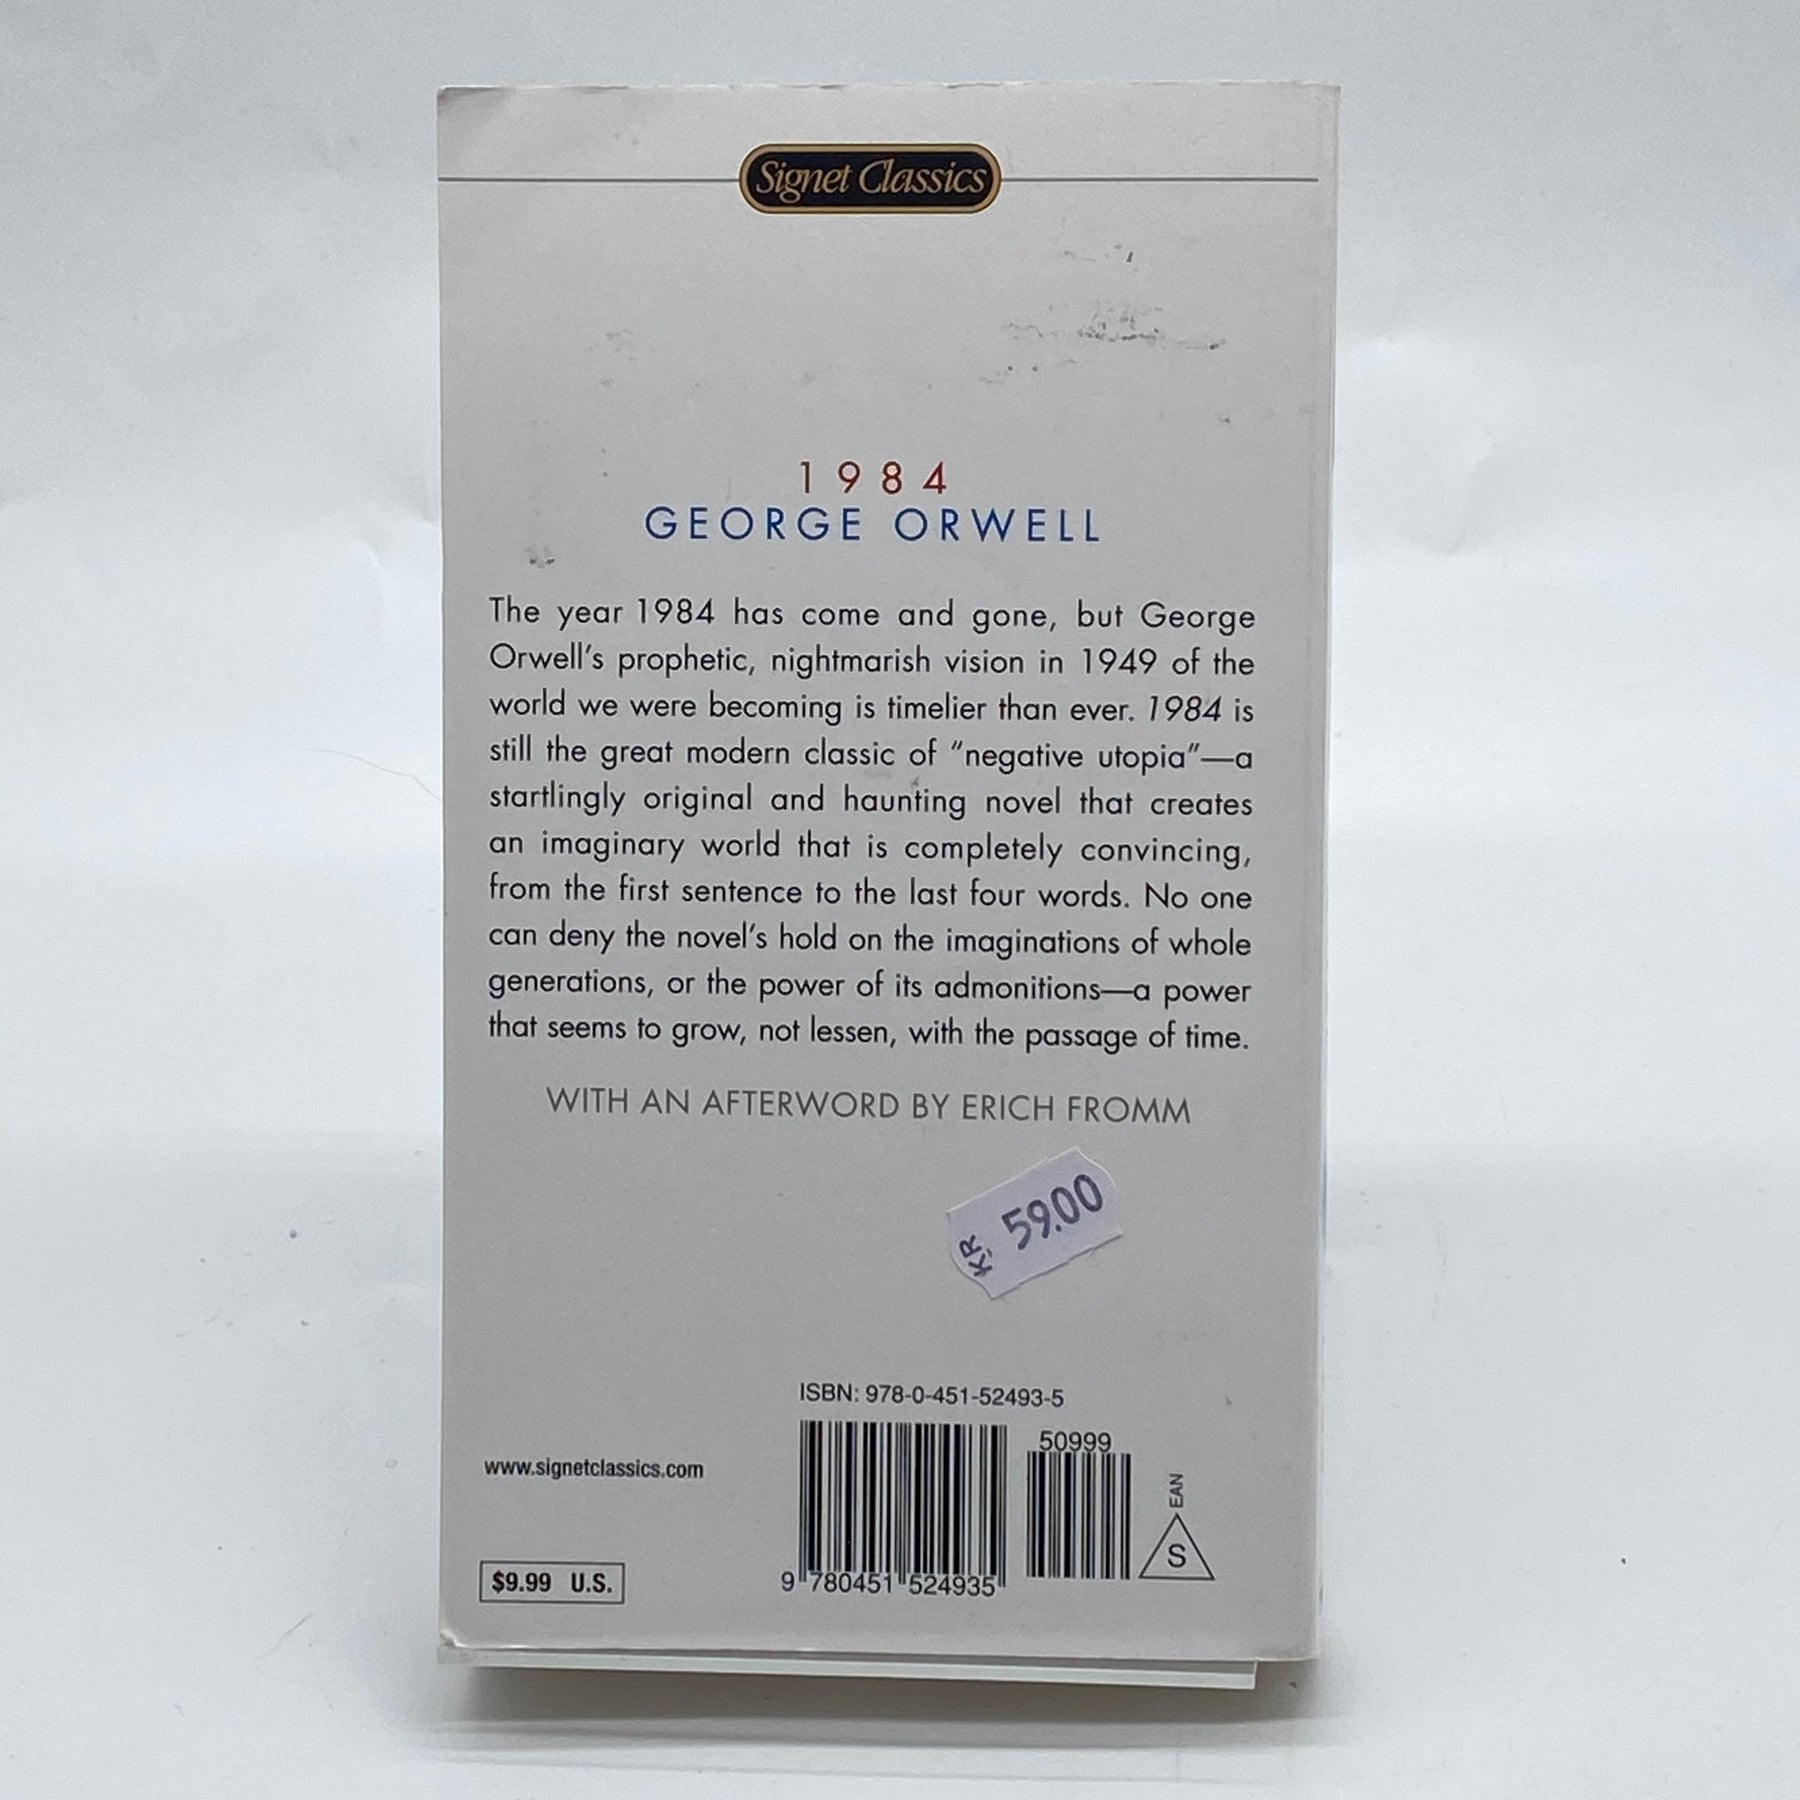 Signet Classics
1984
GEORGE ORWELL
The year 1984 has come and gone, but George
Orwell's prophetic, nightmarish vision in 1949 of the
world we were becoming is timelier than ever. 1984 is
still the great modern classic of "negative utopia"—a
startlingly original and haunting novel that creates
an imaginary world that is completely convincing,
from the first sentence to the last four words. No one
can deny the novel's hold on the imaginations of whole
generations, or the power of its admonitions—a power
that seems to grow, not lessen, with the passage of time.
WITH AN AFTERWORD BY ERICH FROMM
KR. 59.00
ISBN: 978-0-451-52493-5
50999
www.signetclassics.com
EAN
S
$9.99 U.S.
9 780451 524935